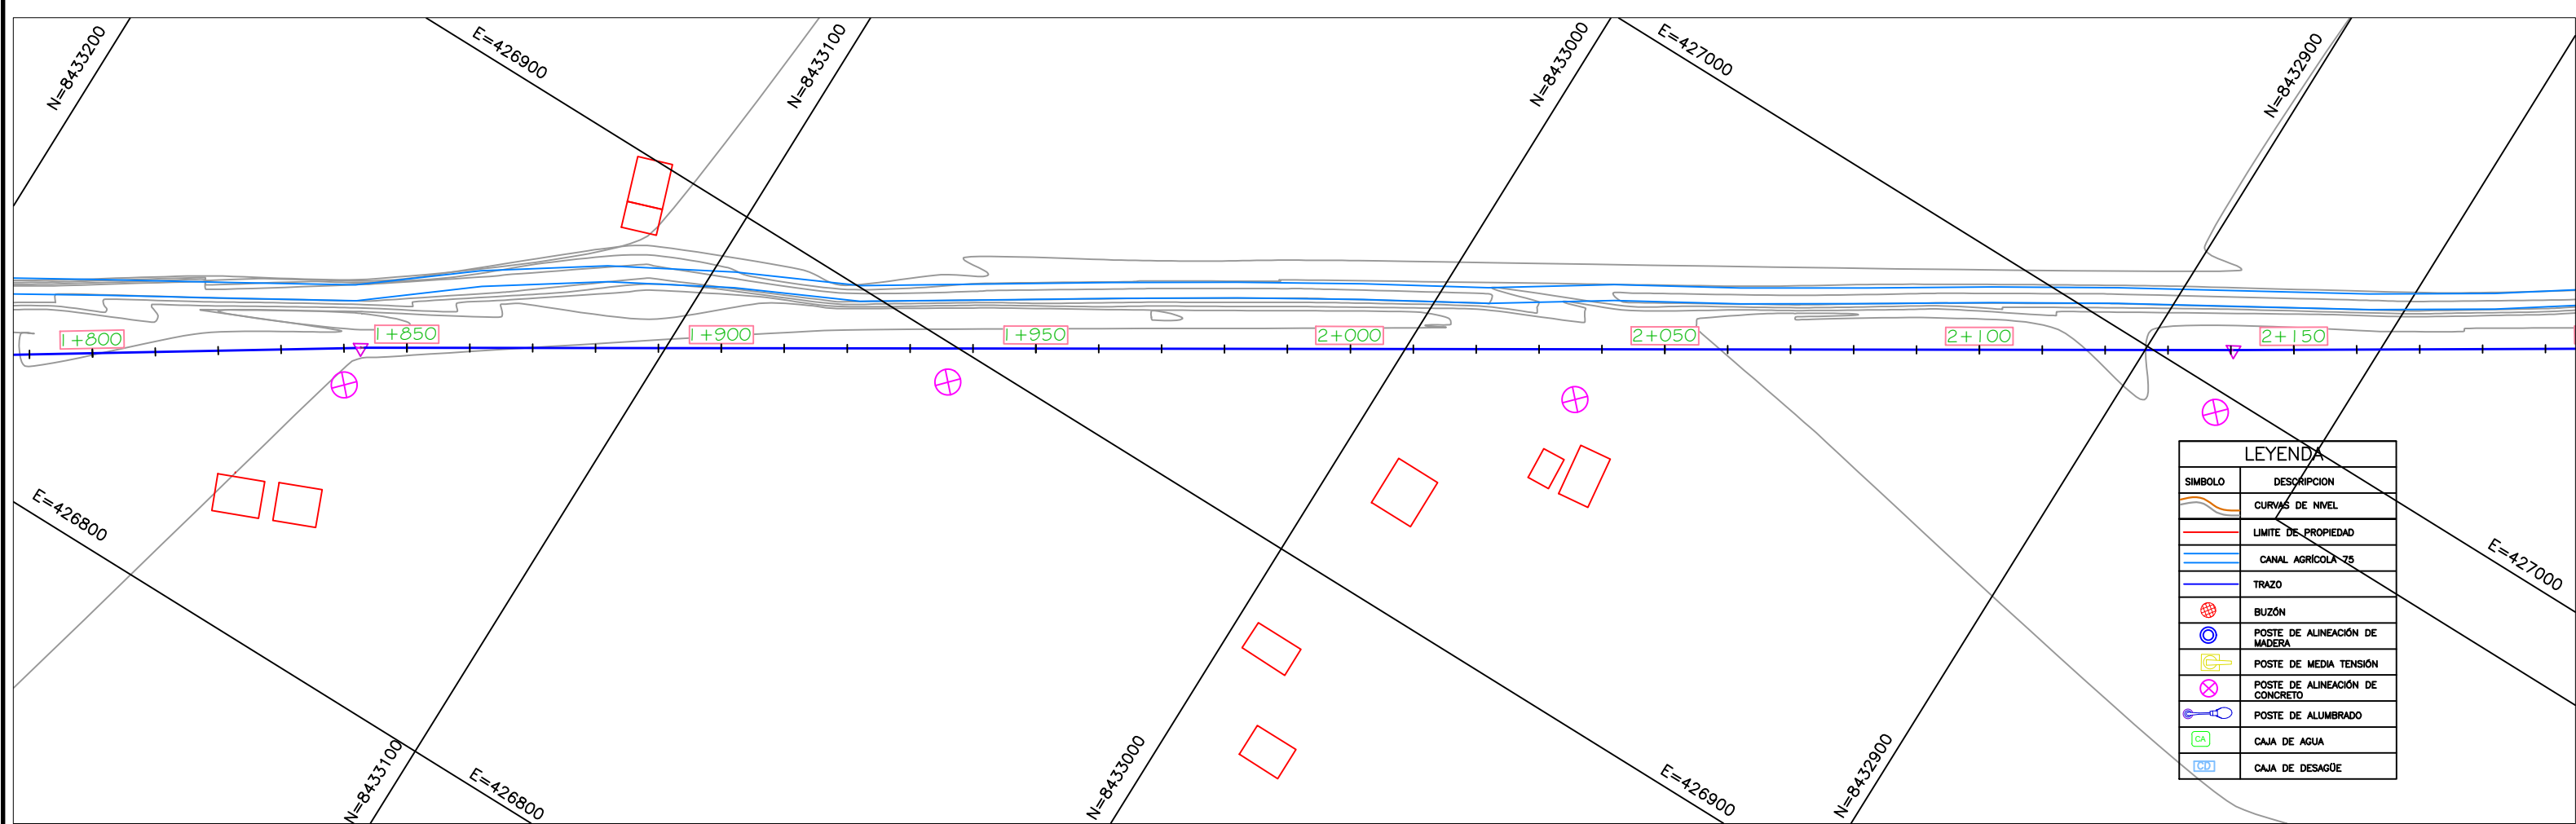 N=8433200
E=426900
N=8433100
N=8433000
E=427000
N=8432900
1+800
1+850
1+900
1+950
2+000
2+050
2+100
2+150
E=426800
E=427000
N=8433100
E=426800
N=8433000
E=426900
N=8432900
LEYENDA
SIMBOLO DESCRIPCION
CURVAS DE NIVEL
LIMITE DE PROPIEDAD
CANAL AGRÍCOLA 75
TRAZO
BUZÓN
POSTE DE ALINEACIÓN DE
MADERA
POSTE DE MEDIA TENSIÓN
POSTE DE ALINEACIÓN DE
CONCRETO
POSTE DE ALUMBRADO
CA CAJA DE AGUA
CD CAJA DE DESAGÜE